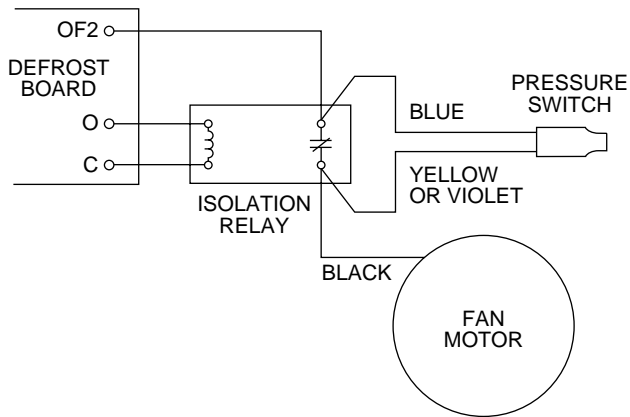 OF2
DEFROST
BOARD
O
C
ISOLATION
RELAY
BLUE
YELLOW
OR VIOLET
PRESSURE
SWITCH
BLACK
FAN
MOTOR